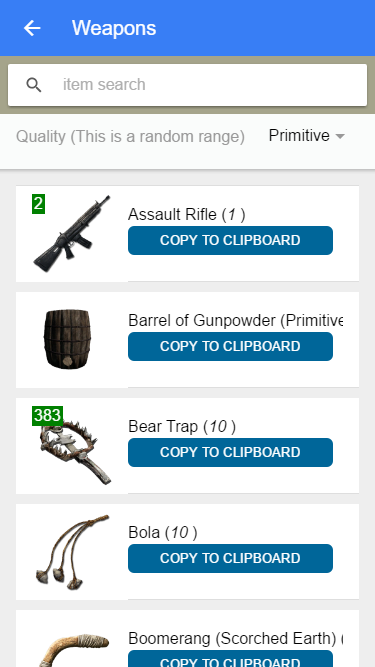 Weapons
item search
Quality (This is a random range) Primitive
2
Assault Rifle (1 )
COPY TO CLIPBOARD
Barrel of Gunpowder (Primitive
COPY TO CLIPBOARD
383
Bear Trap (10 )
COPY TO CLIPBOARD
Bola (10 )
COPY TO CLIPBOARD
Boomerang (Scorched Earth) (
COPY TO CLIPBOARD